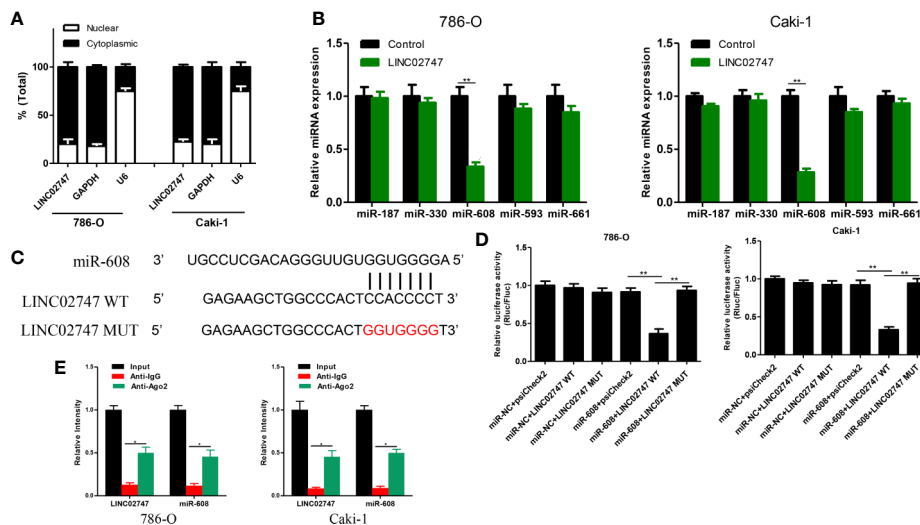 A
Nuclear
Cytoplasmic
% (Total)
100
50
0
LINC02747
GAPDH
U6
LINC02747
GAPDH
U6
786-O
Caki-1
B
786-O
Control
LINC02747
Relative miRNA expression
1.5
1.0
0.5
0.0
**
miR-187
miR-330
miR-608
miR-593
miR-661
Caki-1
Control
LINC02747
Relative miRNA expression
1.5
1.0
0.5
0.0
**
miR-187
miR-330
miR-608
miR-593
miR-661
C
miR-608 3' UGCCUCGACAGGGUUGUGGUGGGGA 5'
LINC02747 WT 5' GAGAAGCTGGCCCACTCCACCCCT 3'
LINC02747 MUT 5' GAGAAGCTGGCCCACTGGUGGGGT3'
D
786-O
Relative luciferase activity
(Rluc/Fluc)
1.5
1.0
0.5
0.0
**
**
miR-NC+psiCheck2
miR-NC+LINC02747 WT
miR-NC+LINC02747 MUT
miR-608+psiCheck2
miR-608+LINC02747 WT
miR-608+LINC02747 MUT
Caki-1
Relative luciferase activity
(Rluc/Fluc)
1.5
1.0
0.5
0.0
**
**
miR-NC+psiCheck2
miR-NC+LINC02747 WT
miR-NC+LINC02747 MUT
miR-608+psiCheck2
miR-608+LINC02747 WT
miR-608+LINC02747 MUT
E
Input
Anti-IgG
Anti-Ago2
Relative Intensity
1.5
1.0
0.5
0.0
*
*
LINC02747
miR-608
786-O
Input
Anti-IgG
Anti-Ago2
Relative Intensity
1.5
1.0
0.5
0.0
*
*
LINC02747
miR-608
Caki-1